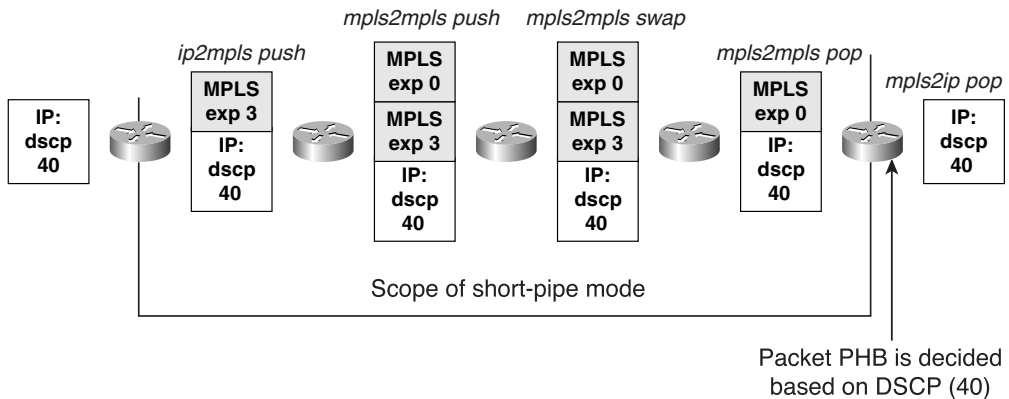 mpls2mpls push
mpls2mpls swap
ip2mpls push
mpls2mpls pop
mpls2ip pop
IP:
dscp
40
MPLS
exp 3
IP:
dscp
40
MPLS
exp 0
MPLS
exp 3
IP:
dscp
40
MPLS
exp 0
MPLS
exp 3
IP:
dscp
40
MPLS
exp 0
IP:
dscp
40
IP:
dscp
40
Scope of short-pipe mode
Packet PHB is decided
based on DSCP (40)